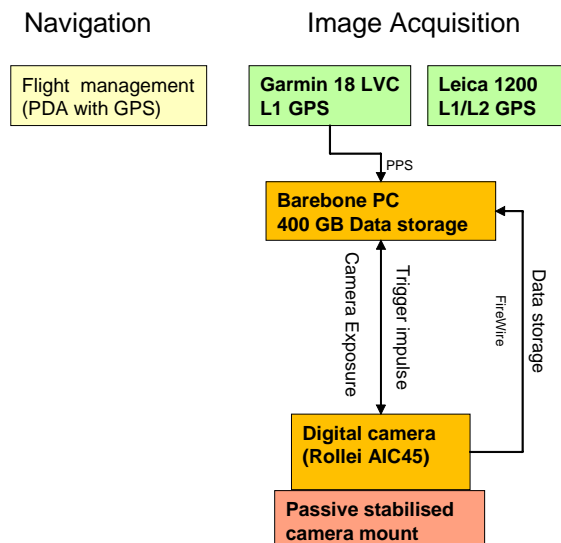 Navigation
Image Acquisition
Flight management
(PDA with GPS)
Garmin 18 LVC
L1 GPS
Leica 1200
L1/L2 GPS
PPS
Barebone PC
400 GB Data storage
Camera Exposure
Trigger impulse
FireWire
Data storage
Digital camera
(Rollei AIC45)
Passive stabilised
camera mount